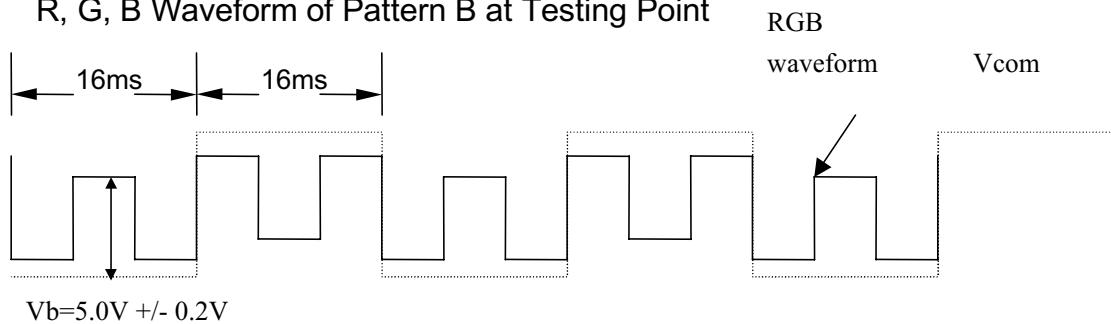 R, G, B Waveform of Pattern B at Testing Point
RGB
waveform
Vcom
16ms
16ms
Vb=5.0V +/- 0.2V